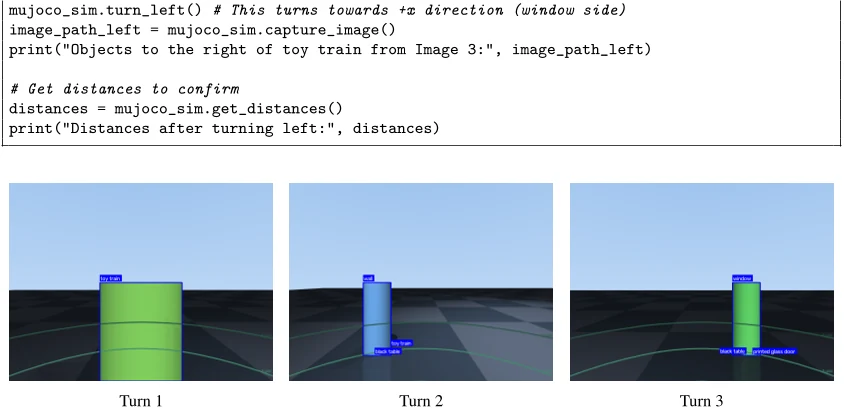 mujoco_sim.turn_left() # This turns towards +x direction (window side)
image_path_left = mujoco_sim.capture_image()
print("Objects to the right of toy train from Image 3:", image_path_left)
# Get distances to confirm
distances = mujoco_sim.get_distances()
print("Distances after turning left:", distances)
toy train
wall
toy train
black table
window
black table
printed glass door
Turn 1
Turn 2
Turn 3